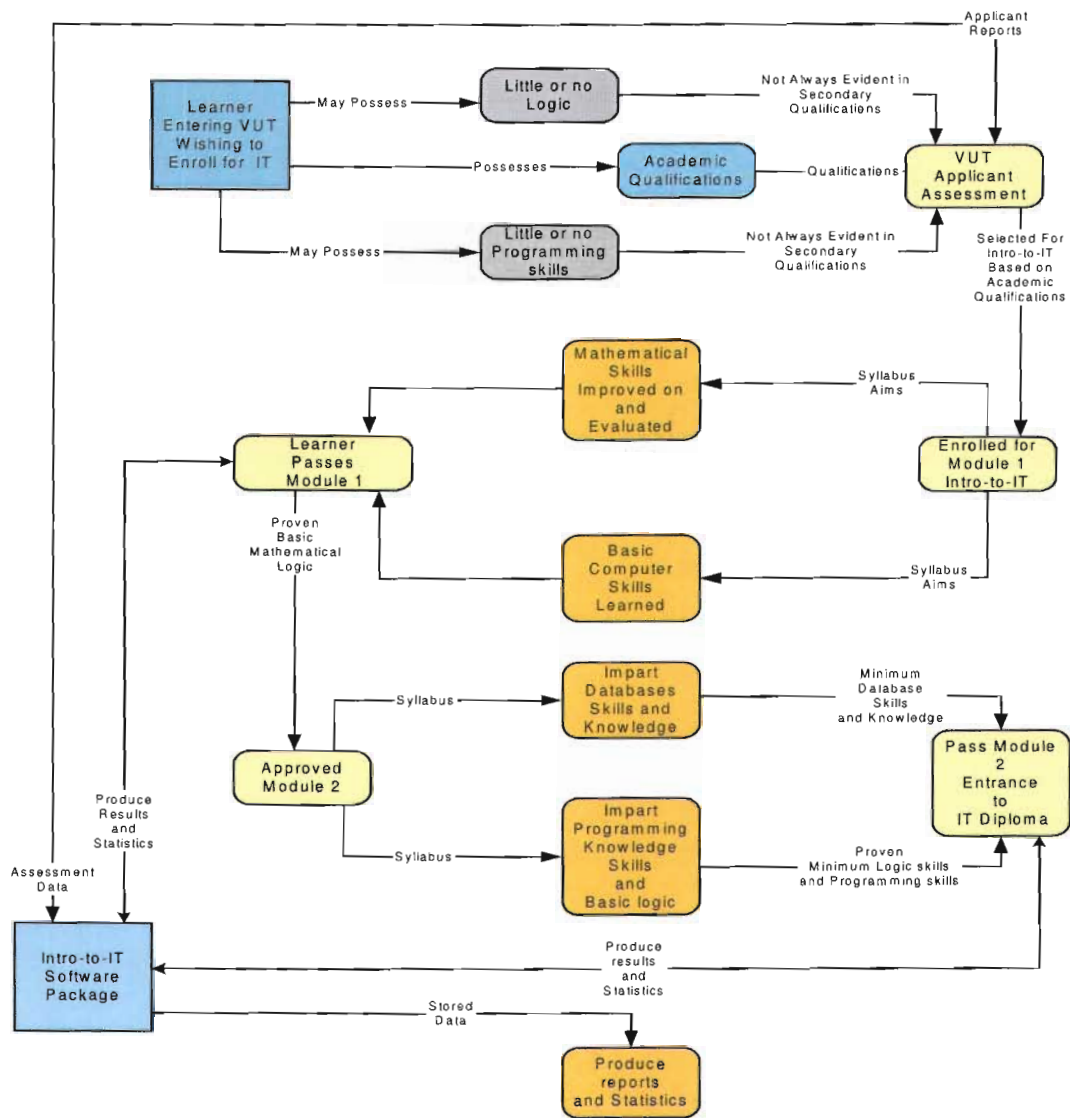 Applicant
Reports
Learner
Entering VUT
Wishing to
Enroll for IT
May Possess
Little or no
Logic
Not Always Evident in
Secondary
Qualifications
Possesses
Academic
Qualifications
Qualifications
VUT
Applicant
Assessment
May Possess
Little or no
Programming
skills
Not Always Evident in
Secondary
Qualifications
Selected For
Intro-to-IT
Based on
Academic
Qualifications
Mathematical
Skills
Improved on
and
Evaluated
Syllabus
Aims
Learner
Passes
Module 1
Enrolled for
Module 1
Intro-to-IT
Proven
Basic
Mathematical
Logic
Basic
Computer
Skills
Learned
Syllabus
Aims
Impart
Databases
Skills and
Knowledge
Syllabus
Minimum
Database
Skills
and Knowledge
Approved
Module 2
Pass Module
2
Entrance
to
IT Diploma
Produce
Results
and
Statistics
Syllabus
Impart
Programming
Knowledge
Skills
and
Basic logic
Proven
Minimum Logic skills
and Programming skills
Assessment
Data
Intro-to-IT
Software
Package
Produce
results
and
Statistics
Stored
Data
Produce
reports
and Statistics